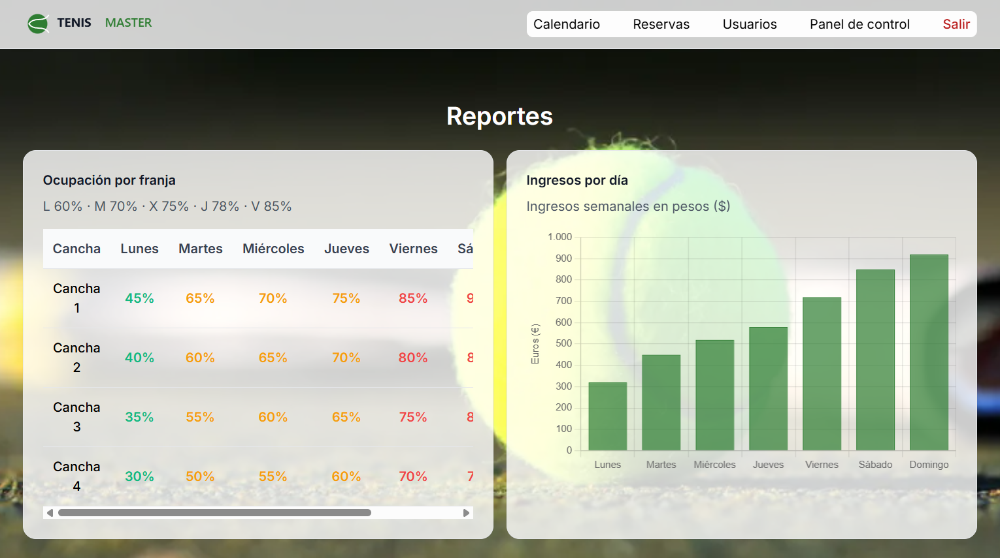 TENIS MASTER
Calendario Reservas Usuarios Panel de control Salir
Reportes
Ocupación por franja
L 60% · M 70% · X 75% · J 78% · V 85%
Cancha Lunes Martes Miércoles Jueves Viernes Sá
Cancha
1
45% 65% 70% 75% 85% 9
Cancha
2
40% 60% 65% 70% 80% 8
Cancha
3
35% 55% 60% 65% 75% 8
Cancha
4
30% 50% 55% 60% 70% 7
Ingresos por día
Ingresos semanales en pesos ($)
Euros (€)
1.000
900
800
700
600
500
400
300
200
100
0
Lunes Martes Miércoles Jueves Viernes Sábado Domingo